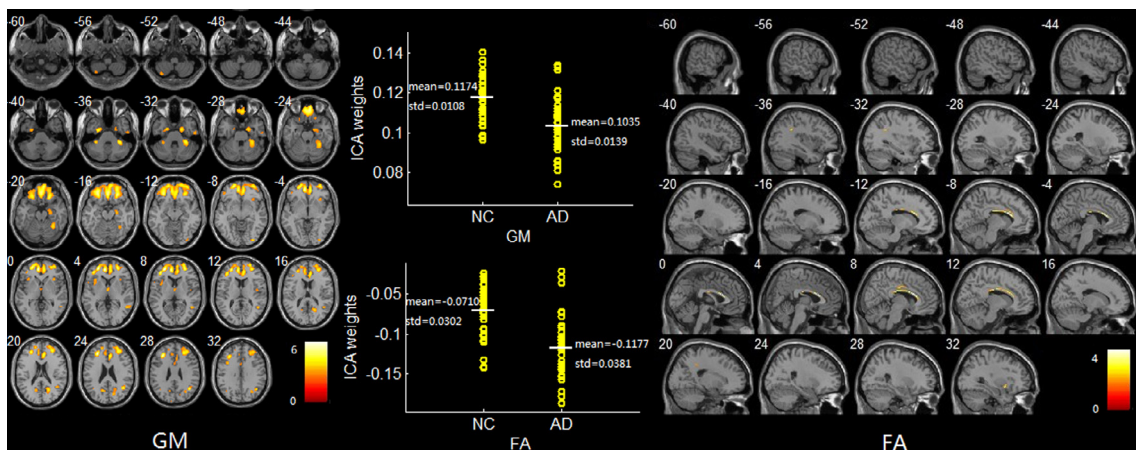 -60 -56 -52 -48 -44
-40 -36 -32 -28 -24
-20 -16 -12 -8 -4
0 4 8 12 16
20 24 28 32
6
0
GM
0.14
0.12
0.1
0.08
ICA weights
mean=0.1174
std=0.0108
mean=0.1035
std=0.0139
NC AD
GM
-0.05
-0.1
-0.15
ICA weights
mean=-0.0710
std=0.0302
mean=-0.1177
std=0.0381
NC AD
FA
-60 -56 -52 -48 -44
-40 -36 -32 -28 -24
-20 -16 -12 -8 -4
0 4 8 12 16
20 24 28 32
4
0
FA